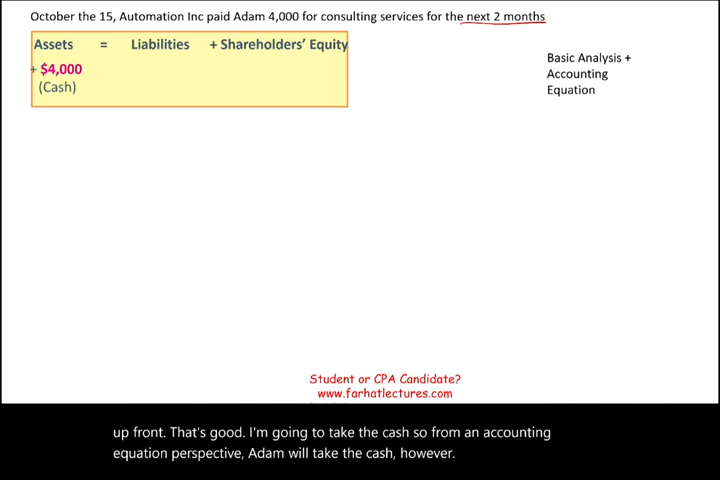 October the 15, Automation Inc paid Adam 4,000 for consulting services for the next 2 months
Assets = Liabilities + Shareholders' Equity
+ $4,000
(Cash)
Basic Analysis +
Accounting
Equation
Student or CPA Candidate?
www.farhatlectures.com
up front. That's good. I'm going to take the cash so from an accounting
equation perspective, Adam will take the cash, however.